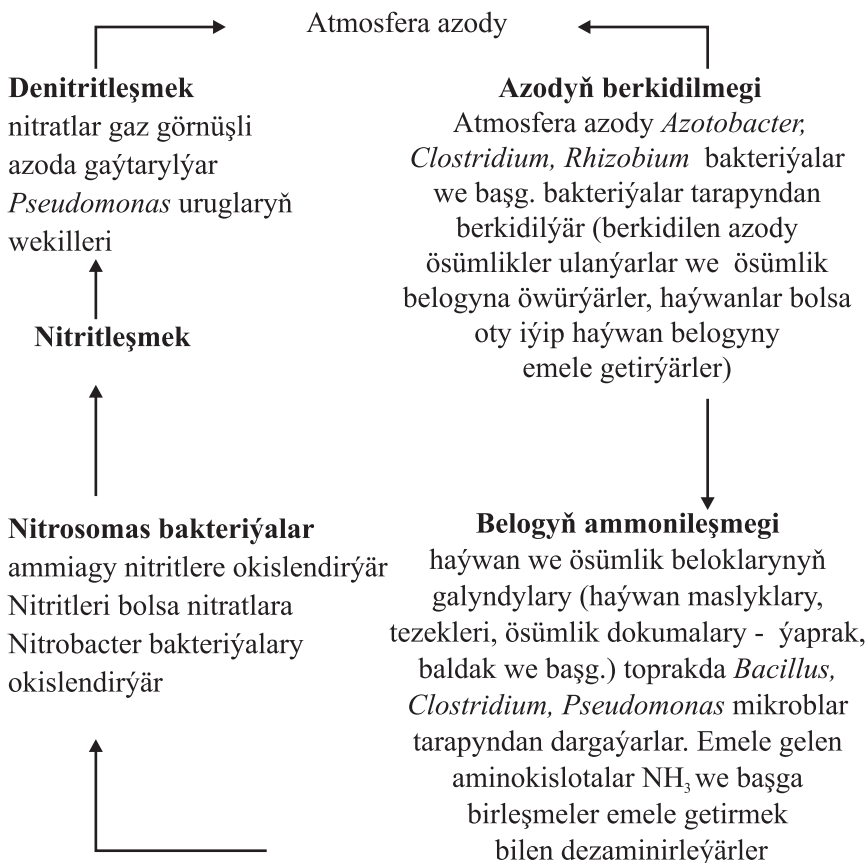 Atmosfera azody
Denitritleşmek
nitratlar gaz görnüşli
azoda gaýtarylýar
Pseudomonas uruglaryň
wekilleri
Nitritleşmek
Nitrosomas bakteriýalar
ammiagy nitritlere okislendirýär
Nitritleri bolsa nitratlara
Nitrobacter bakteriýalary
okislendirýär
Azodyň berkidilmegi
Atmosfera azody Azotobacter,
Clostridium, Rhizobium bakteriýalar
we başg. bakteriýalar tarapyndan
berkidilýär (berkidilen azody
ösümlikler ulanýarlar we ösümlik
belogyna öwürýärler, haýwanlar bolsa
oty iýip haýwan belogyny
emele getirýärler)
Belogyň ammonileşmegi
haýwan we ösümlik beloklarynyň
galyndylary (haýwan maslyklary,
tezekleri, ösümlik dokumalary - ýaprak,
baldak we başg.) toprakda Bacillus,
Clostridium, Pseudomonas mikroblar
tarapyndan dargaýarlar. Emele gelen
aminokislotalar NH₃ we başga
birleşmeler emele getirmek
bilen dezaminirleýärler